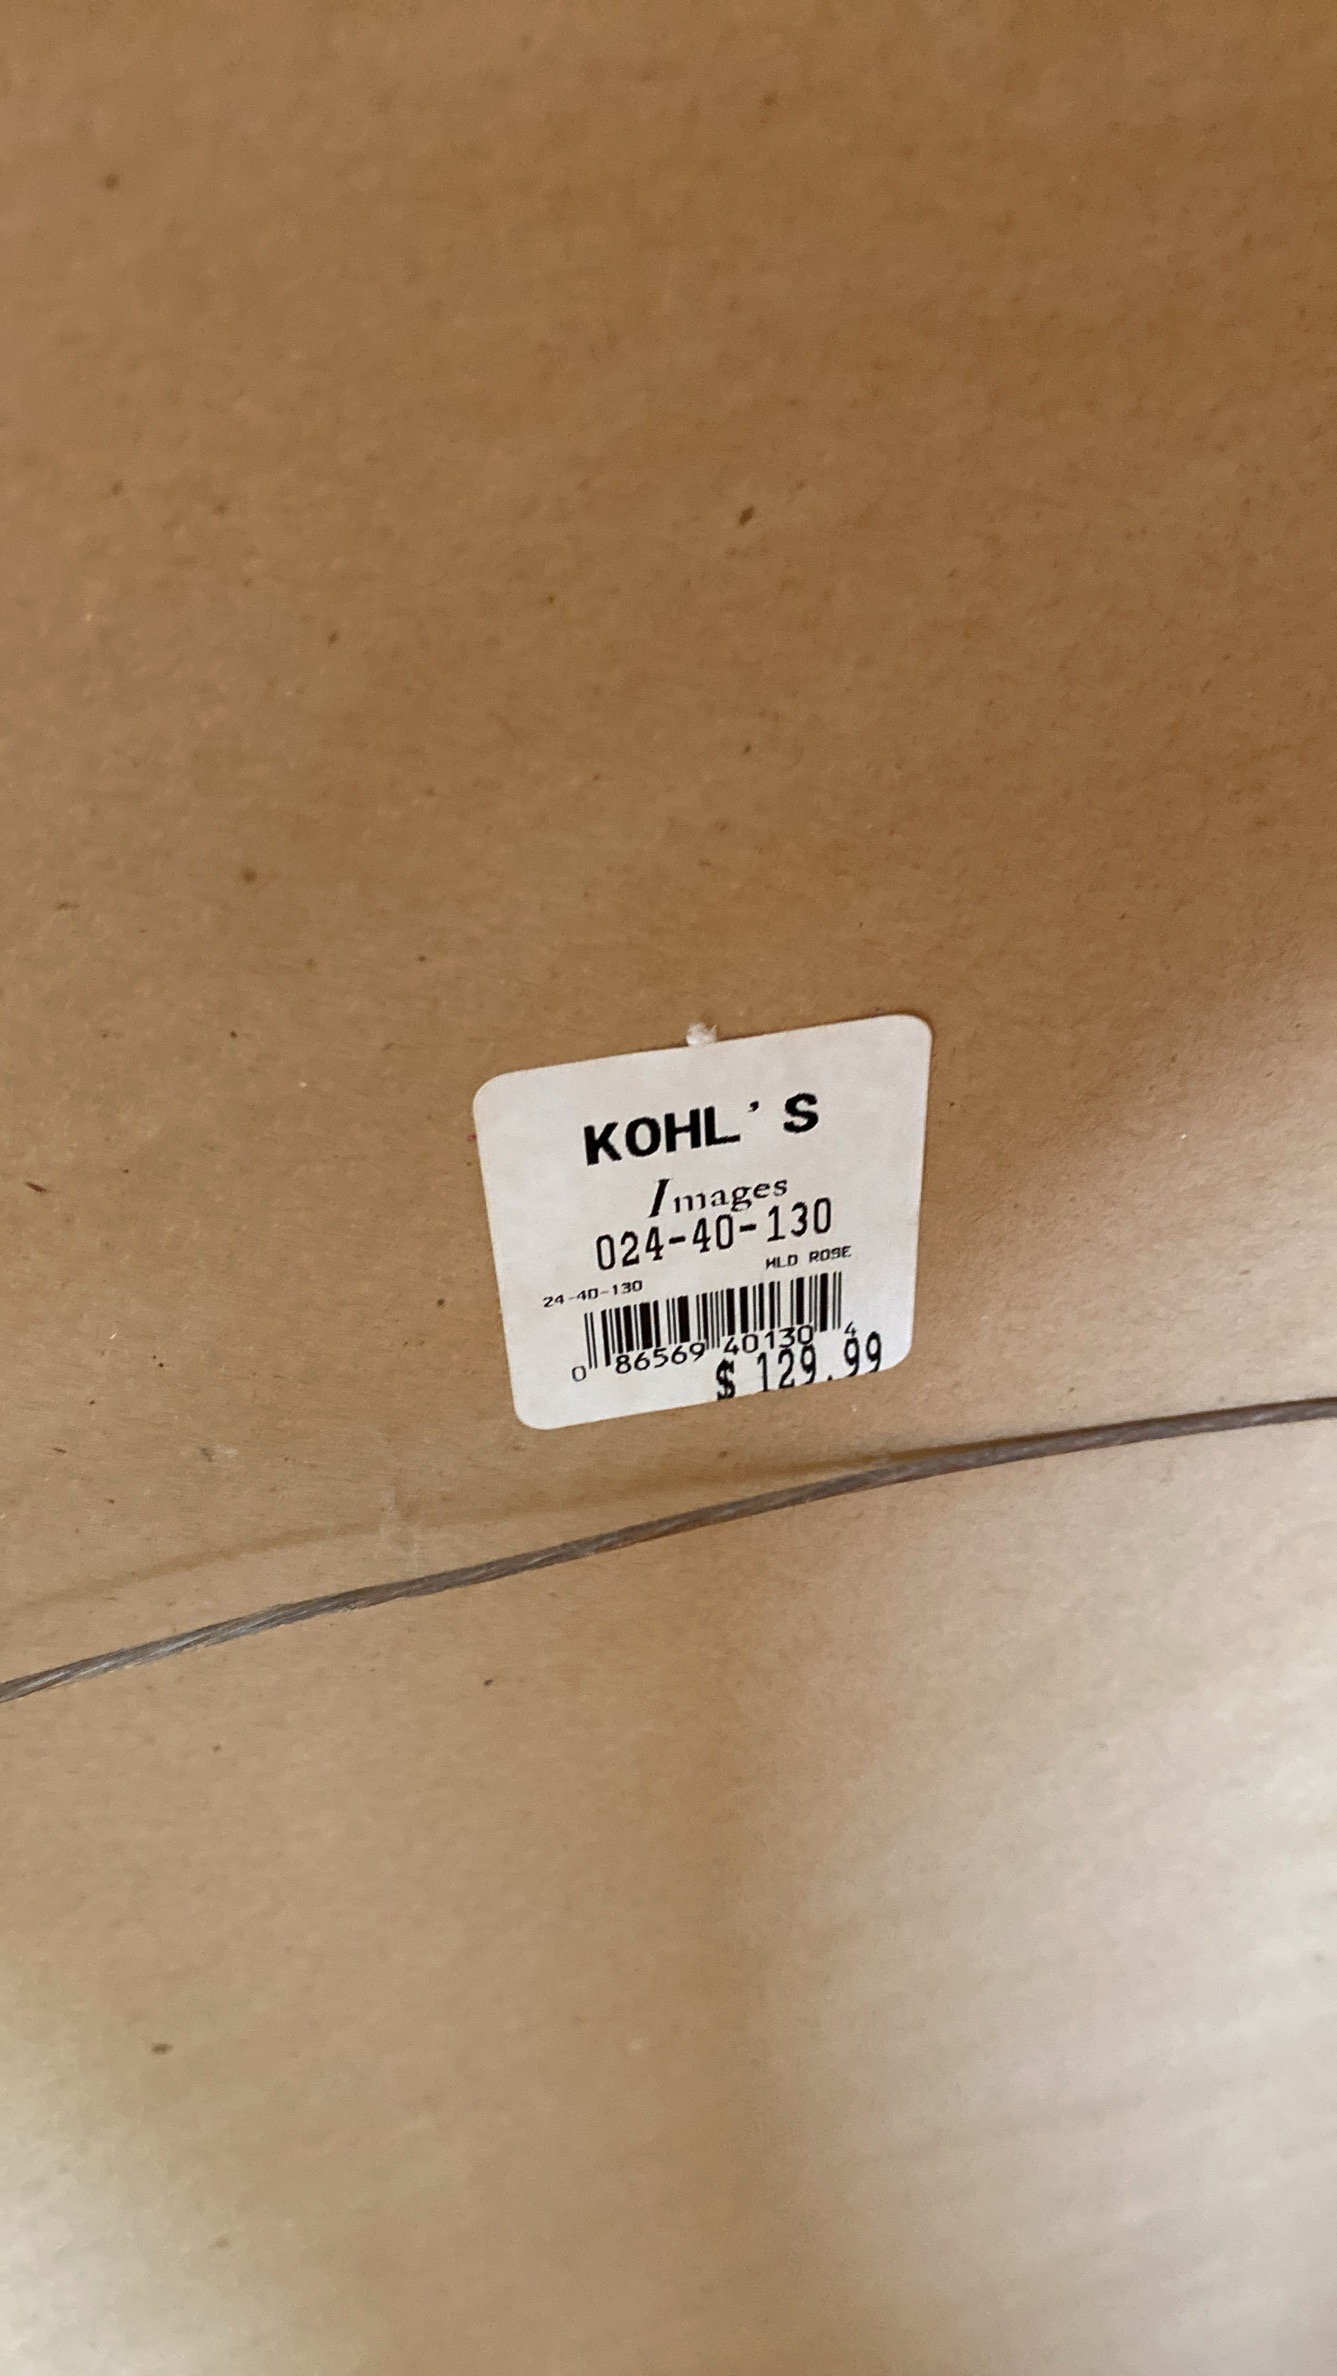 KOHL'S
Images
024-40-130
HLD ROSE
24-40-130
0 86569 40130 4
$ 129.99